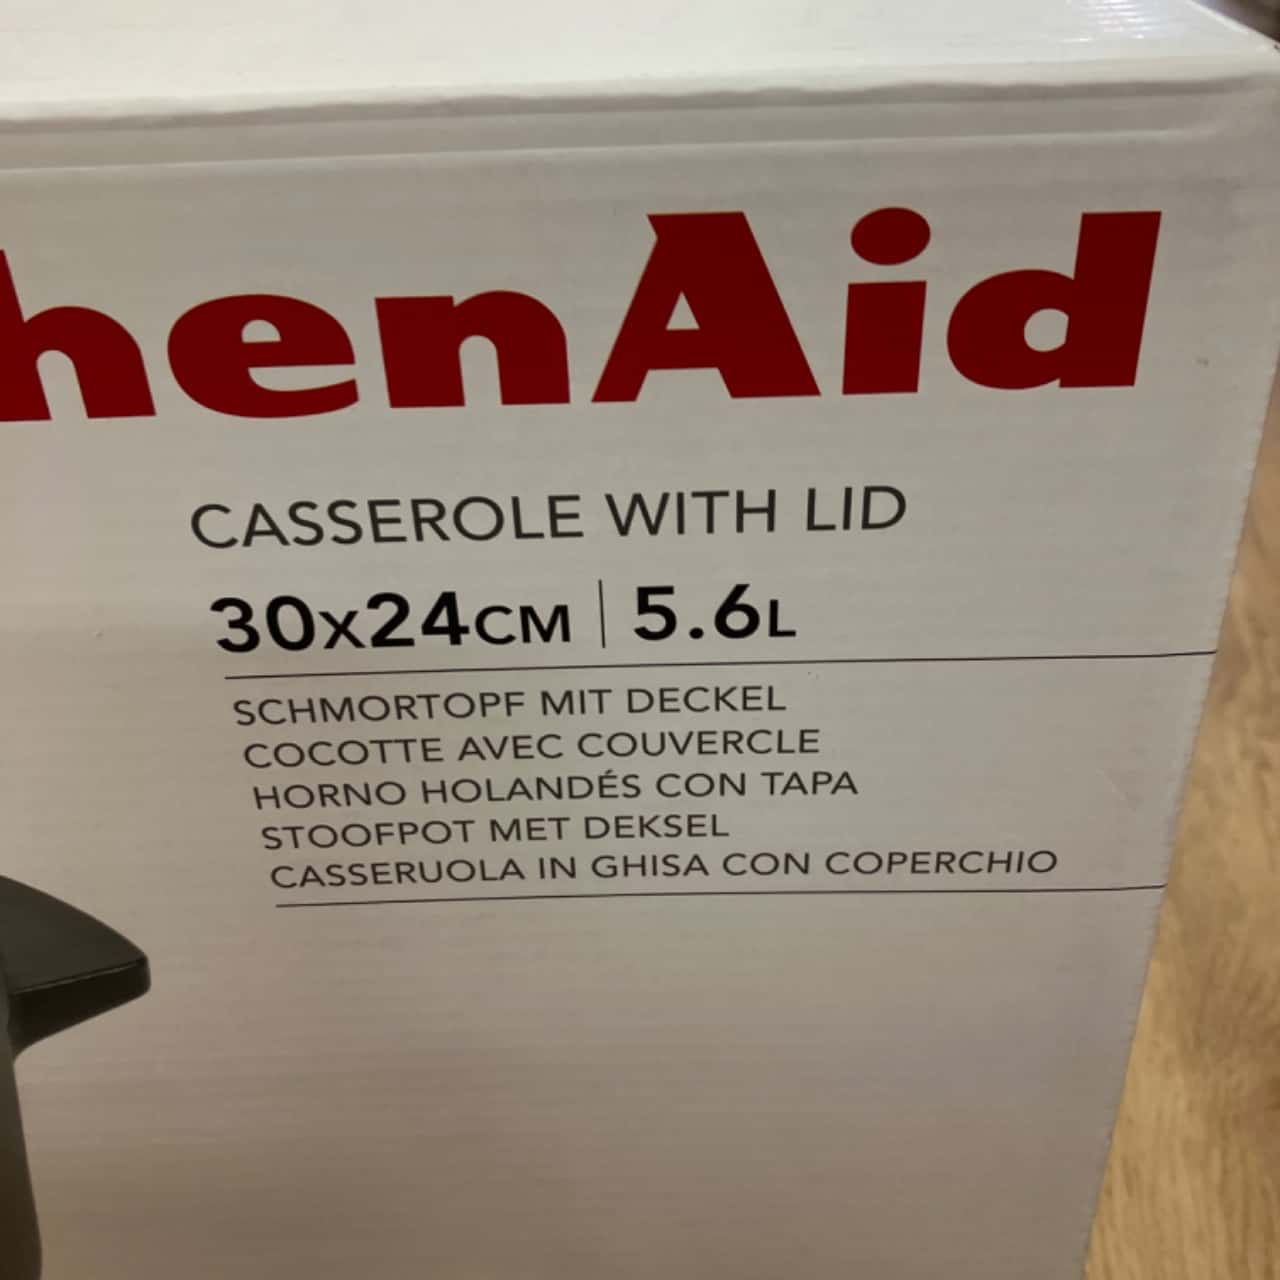 henAid
CASSEROLE WITH LID
30x24CM | 5.6L
SCHMORTOPF MIT DECKEL
COCOTTE AVEC COUVERCLE
HORNO HOLANDÉS CON TAPA
STOOFPOT MET DEKSEL
CASSERUOLA IN GHISA CON COPERCHIO